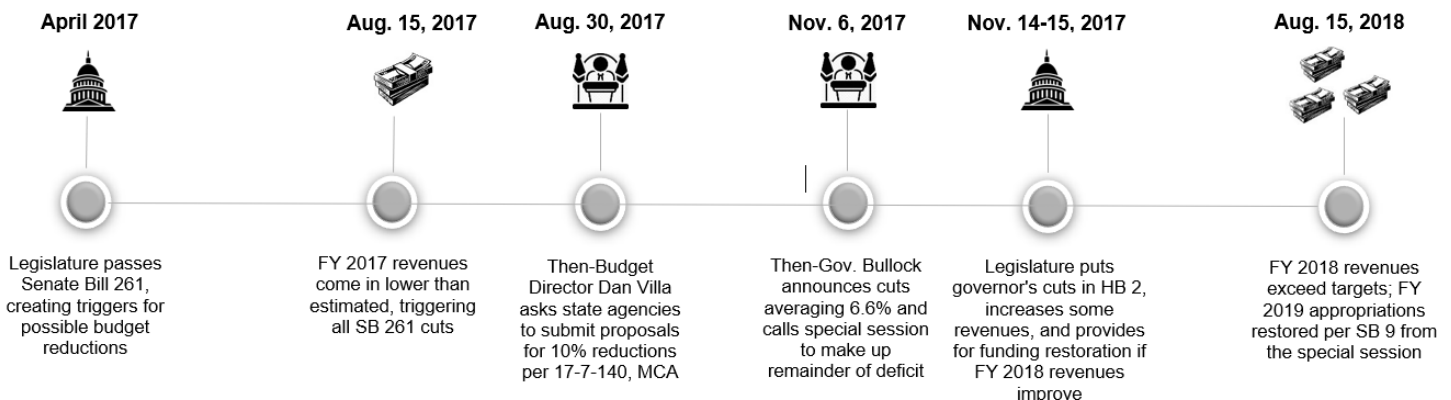 April 2017
Aug. 15, 2017
Aug. 30, 2017
Nov. 6, 2017
Nov. 14-15, 2017
Aug. 15, 2018
Legislature passes
Senate Bill 261,
creating triggers for
possible budget
reductions
FY 2017 revenues
come in lower than
estimated, triggering
all SB 261 cuts
Then-Budget
Director Dan Villa
asks state agencies
to submit proposals
for 10% reductions
per 17-7-140, MCA
Then-Gov. Bullock
announces cuts
averaging 6.6% and
calls special session
to make up
remainder of deficit
Legislature puts
governor's cuts in HB 2,
increases some
revenues, and provides
for funding restoration if
FY 2018 revenues
improve
FY 2018 revenues
exceed targets; FY
2019 appropriations
restored per SB 9 from
the special session